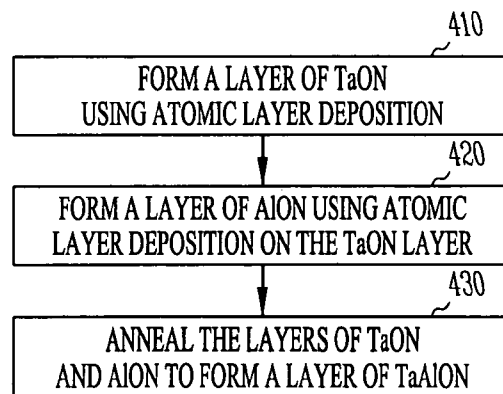 410
FORM A LAYER OF TaON
USING ATOMIC LAYER DEPOSITION
420
FORM A LAYER OF AlON USING ATOMIC
LAYER DEPOSITION ON THE TaON LAYER
430
ANNEAL THE LAYERS OF TaON
AND AlON TO FORM A LAYER OF TaAlON